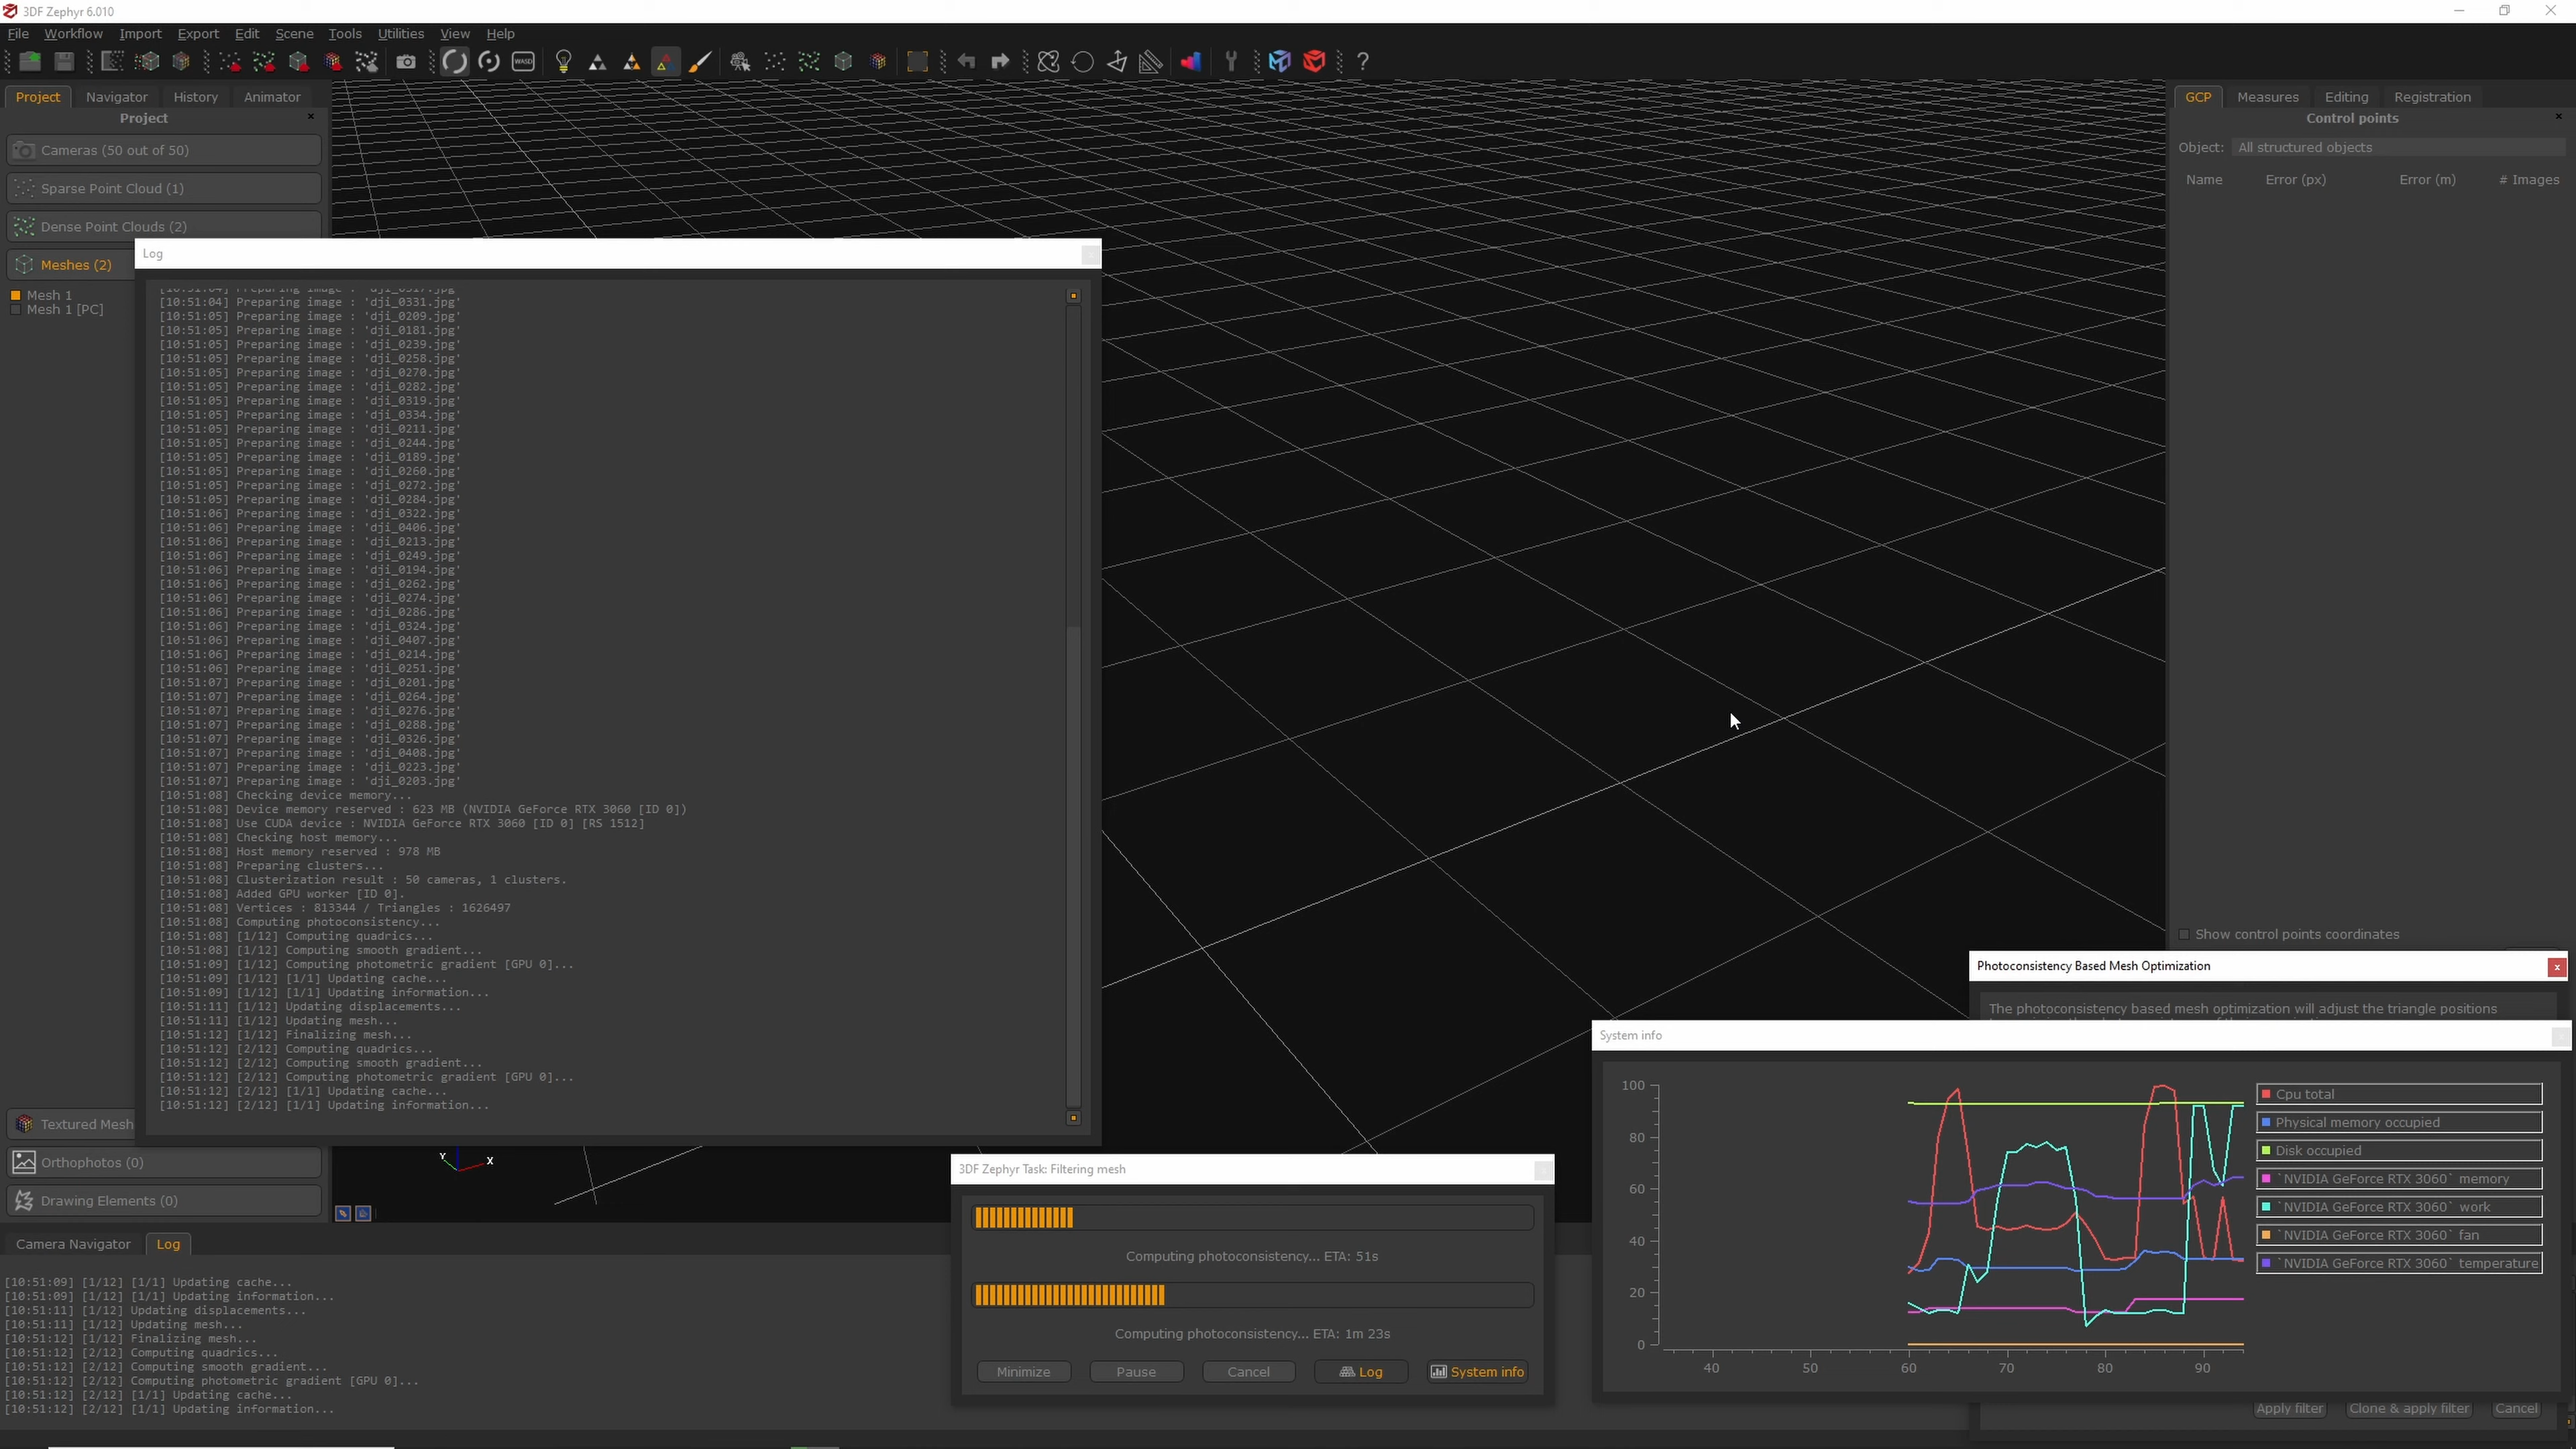 3DF Zephyr 6.010
File Workflow Import Export Edit Scene Tools Utilities View Help
WASD
Project Navigator History Animator
Project
Cameras (50 out of 50)
Sparse Point Cloud (1)
Dense Point Clouds (2)
Meshes (2)
Mesh 1
Mesh 1 [PC]
Textured Mesh
Orthophotos (0)
Drawing Elements (0)
Log
[10:51:04] Preparing image : 'dji_0317.jpg'
[10:51:04] Preparing image : 'dji_0331.jpg'
[10:51:05] Preparing image : 'dji_0209.jpg'
[10:51:05] Preparing image : 'dji_0181.jpg'
[10:51:05] Preparing image : 'dji_0239.jpg'
[10:51:05] Preparing image : 'dji_0258.jpg'
[10:51:05] Preparing image : 'dji_0270.jpg'
[10:51:05] Preparing image : 'dji_0282.jpg'
[10:51:05] Preparing image : 'dji_0319.jpg'
[10:51:05] Preparing image : 'dji_0334.jpg'
[10:51:05] Preparing image : 'dji_0211.jpg'
[10:51:05] Preparing image : 'dji_0244.jpg'
[10:51:05] Preparing image : 'dji_0189.jpg'
[10:51:05] Preparing image : 'dji_0260.jpg'
[10:51:05] Preparing image : 'dji_0272.jpg'
[10:51:05] Preparing image : 'dji_0284.jpg'
[10:51:06] Preparing image : 'dji_0322.jpg'
[10:51:06] Preparing image : 'dji_0406.jpg'
[10:51:06] Preparing image : 'dji_0213.jpg'
[10:51:06] Preparing image : 'dji_0249.jpg'
[10:51:06] Preparing image : 'dji_0194.jpg'
[10:51:06] Preparing image : 'dji_0262.jpg'
[10:51:06] Preparing image : 'dji_0274.jpg'
[10:51:06] Preparing image : 'dji_0286.jpg'
[10:51:06] Preparing image : 'dji_0324.jpg'
[10:51:06] Preparing image : 'dji_0407.jpg'
[10:51:06] Preparing image : 'dji_0214.jpg'
[10:51:06] Preparing image : 'dji_0251.jpg'
[10:51:07] Preparing image : 'dji_0201.jpg'
[10:51:07] Preparing image : 'dji_0264.jpg'
[10:51:07] Preparing image : 'dji_0276.jpg'
[10:51:07] Preparing image : 'dji_0288.jpg'
[10:51:07] Preparing image : 'dji_0326.jpg'
[10:51:07] Preparing image : 'dji_0408.jpg'
[10:51:07] Preparing image : 'dji_0223.jpg'
[10:51:07] Preparing image : 'dji_0203.jpg'
[10:51:08] Checking device memory...
[10:51:08] Device memory reserved : 623 MB (NVIDIA GeForce RTX 3060 [ID 0])
[10:51:08] Use CUDA device : NVIDIA GeForce RTX 3060 [ID 0] [RS 1512]
[10:51:08] Checking host memory...
[10:51:08] Host memory reserved : 978 MB
[10:51:08] Preparing clusters...
[10:51:08] Clusterization result : 50 cameras, 1 clusters.
[10:51:08] Added GPU worker [ID 0].
[10:51:08] Vertices : 813344 / Triangles : 1626497
[10:51:08] Computing photoconsistency...
[10:51:08] [1/12] Computing quadrics...
[10:51:08] [1/12] Computing smooth gradient...
[10:51:09] [1/12] Computing photometric gradient [GPU 0]...
[10:51:09] [1/12] [1/1] Updating cache...
[10:51:09] [1/12] [1/1] Updating information...
[10:51:11] [1/12] Updating displacements...
[10:51:11] [1/12] Updating mesh...
[10:51:12] [1/12] Finalizing mesh...
[10:51:12] [2/12] Computing quadrics...
[10:51:12] [2/12] Computing smooth gradient...
[10:51:12] [2/12] Computing photometric gradient [GPU 0]...
[10:51:12] [2/12] [1/1] Updating cache...
[10:51:12] [2/12] [1/1] Updating information...
Y X
GCP Measures Editing Registration
Control points
Object: All structured objects
Name Error (px) Error (m) # Images
Show control points coordinates
Photoconsistency Based Mesh Optimization
The photoconsistency based mesh optimization will adjust the triangle positions
System info
100
80
60
40
20
0
40 50 60 70 80 90
Cpu total
Physical memory occupied
Disk occupied
`NVIDIA GeForce RTX 3060` memory
`NVIDIA GeForce RTX 3060` work
`NVIDIA GeForce RTX 3060` fan
`NVIDIA GeForce RTX 3060` temperature
Apply filter Clone & apply filter Cancel
3DF Zephyr Task: Filtering mesh
Computing photoconsistency... ETA: 51s
Computing photoconsistency... ETA: 1m 23s
Minimize Pause Cancel Log System info
Camera Navigator Log
[10:51:09] [1/12] [1/1] Updating cache...
[10:51:09] [1/12] [1/1] Updating information...
[10:51:11] [1/12] Updating displacements...
[10:51:11] [1/12] Updating mesh...
[10:51:12] [1/12] Finalizing mesh...
[10:51:12] [2/12] Computing quadrics...
[10:51:12] [2/12] Computing smooth gradient...
[10:51:12] [2/12] Computing photometric gradient [GPU 0]...
[10:51:12] [2/12] [1/1] Updating cache...
[10:51:12] [2/12] [1/1] Updating information...